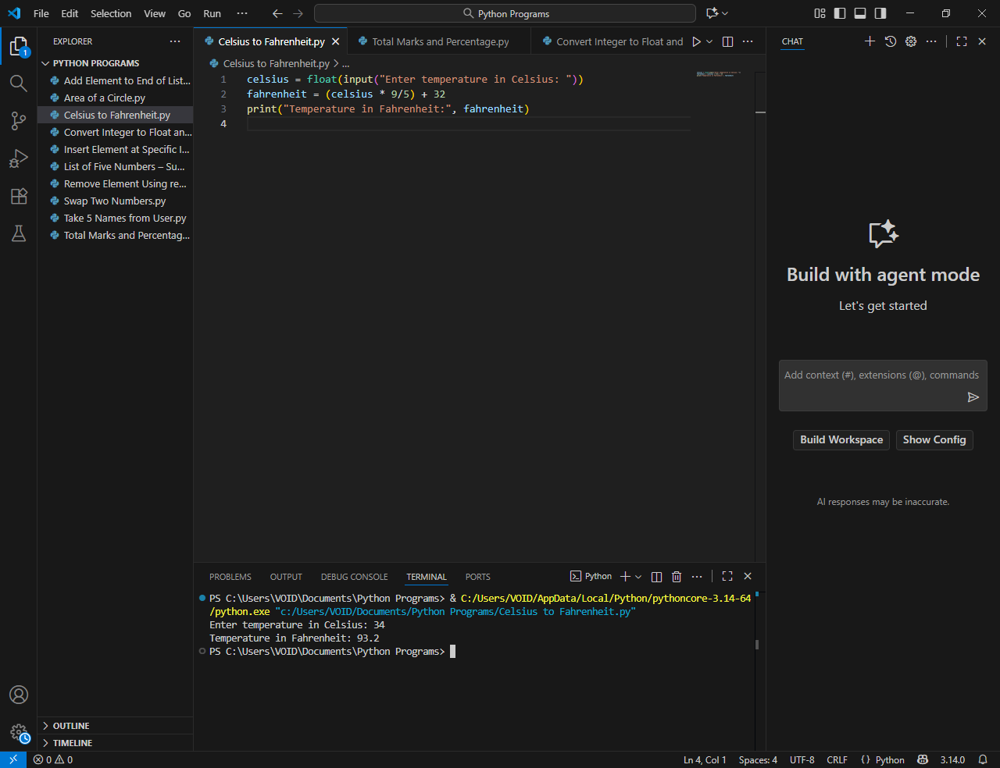 File Edit Selection View Go Run ··· Python Programs
EXPLORER ···
PYTHON PROGRAMS
Add Element to End of List...
Area of a Circle.py
Celsius to Fahrenheit.py
Convert Integer to Float an...
Insert Element at Specific I...
List of Five Numbers – Su...
Remove Element Using re...
Swap Two Numbers.py
Take 5 Names from User.py
Total Marks and Percentag...
OUTLINE
TIMELINE
1
Celsius to Fahrenheit.py Total Marks and Percentage.py Convert Integer to Float and
Celsius to Fahrenheit.py > ...
1 celsius = float(input("Enter temperature in Celsius: "))
2 fahrenheit = (celsius * 9/5) + 32
3 print("Temperature in Fahrenheit:", fahrenheit)
4
PROBLEMS OUTPUT DEBUG CONSOLE TERMINAL PORTS Python
PS C:\Users\VOID\Documents\Python Programs> & C:/Users/VOID/AppData/Local/Python/pythoncore-3.14-64
/python.exe "c:/Users/VOID/Documents/Python Programs/Celsius to Fahrenheit.py"
Enter temperature in Celsius: 34
Temperature in Fahrenheit: 93.2
PS C:\Users\VOID\Documents\Python Programs>
CHAT
Build with agent mode
Let's get started
Add context (#), extensions (@), commands
Build Workspace Show Config
AI responses may be inaccurate.
0 0 Ln 4, Col 1 Spaces: 4 UTF-8 CRLF {} Python 3.14.0